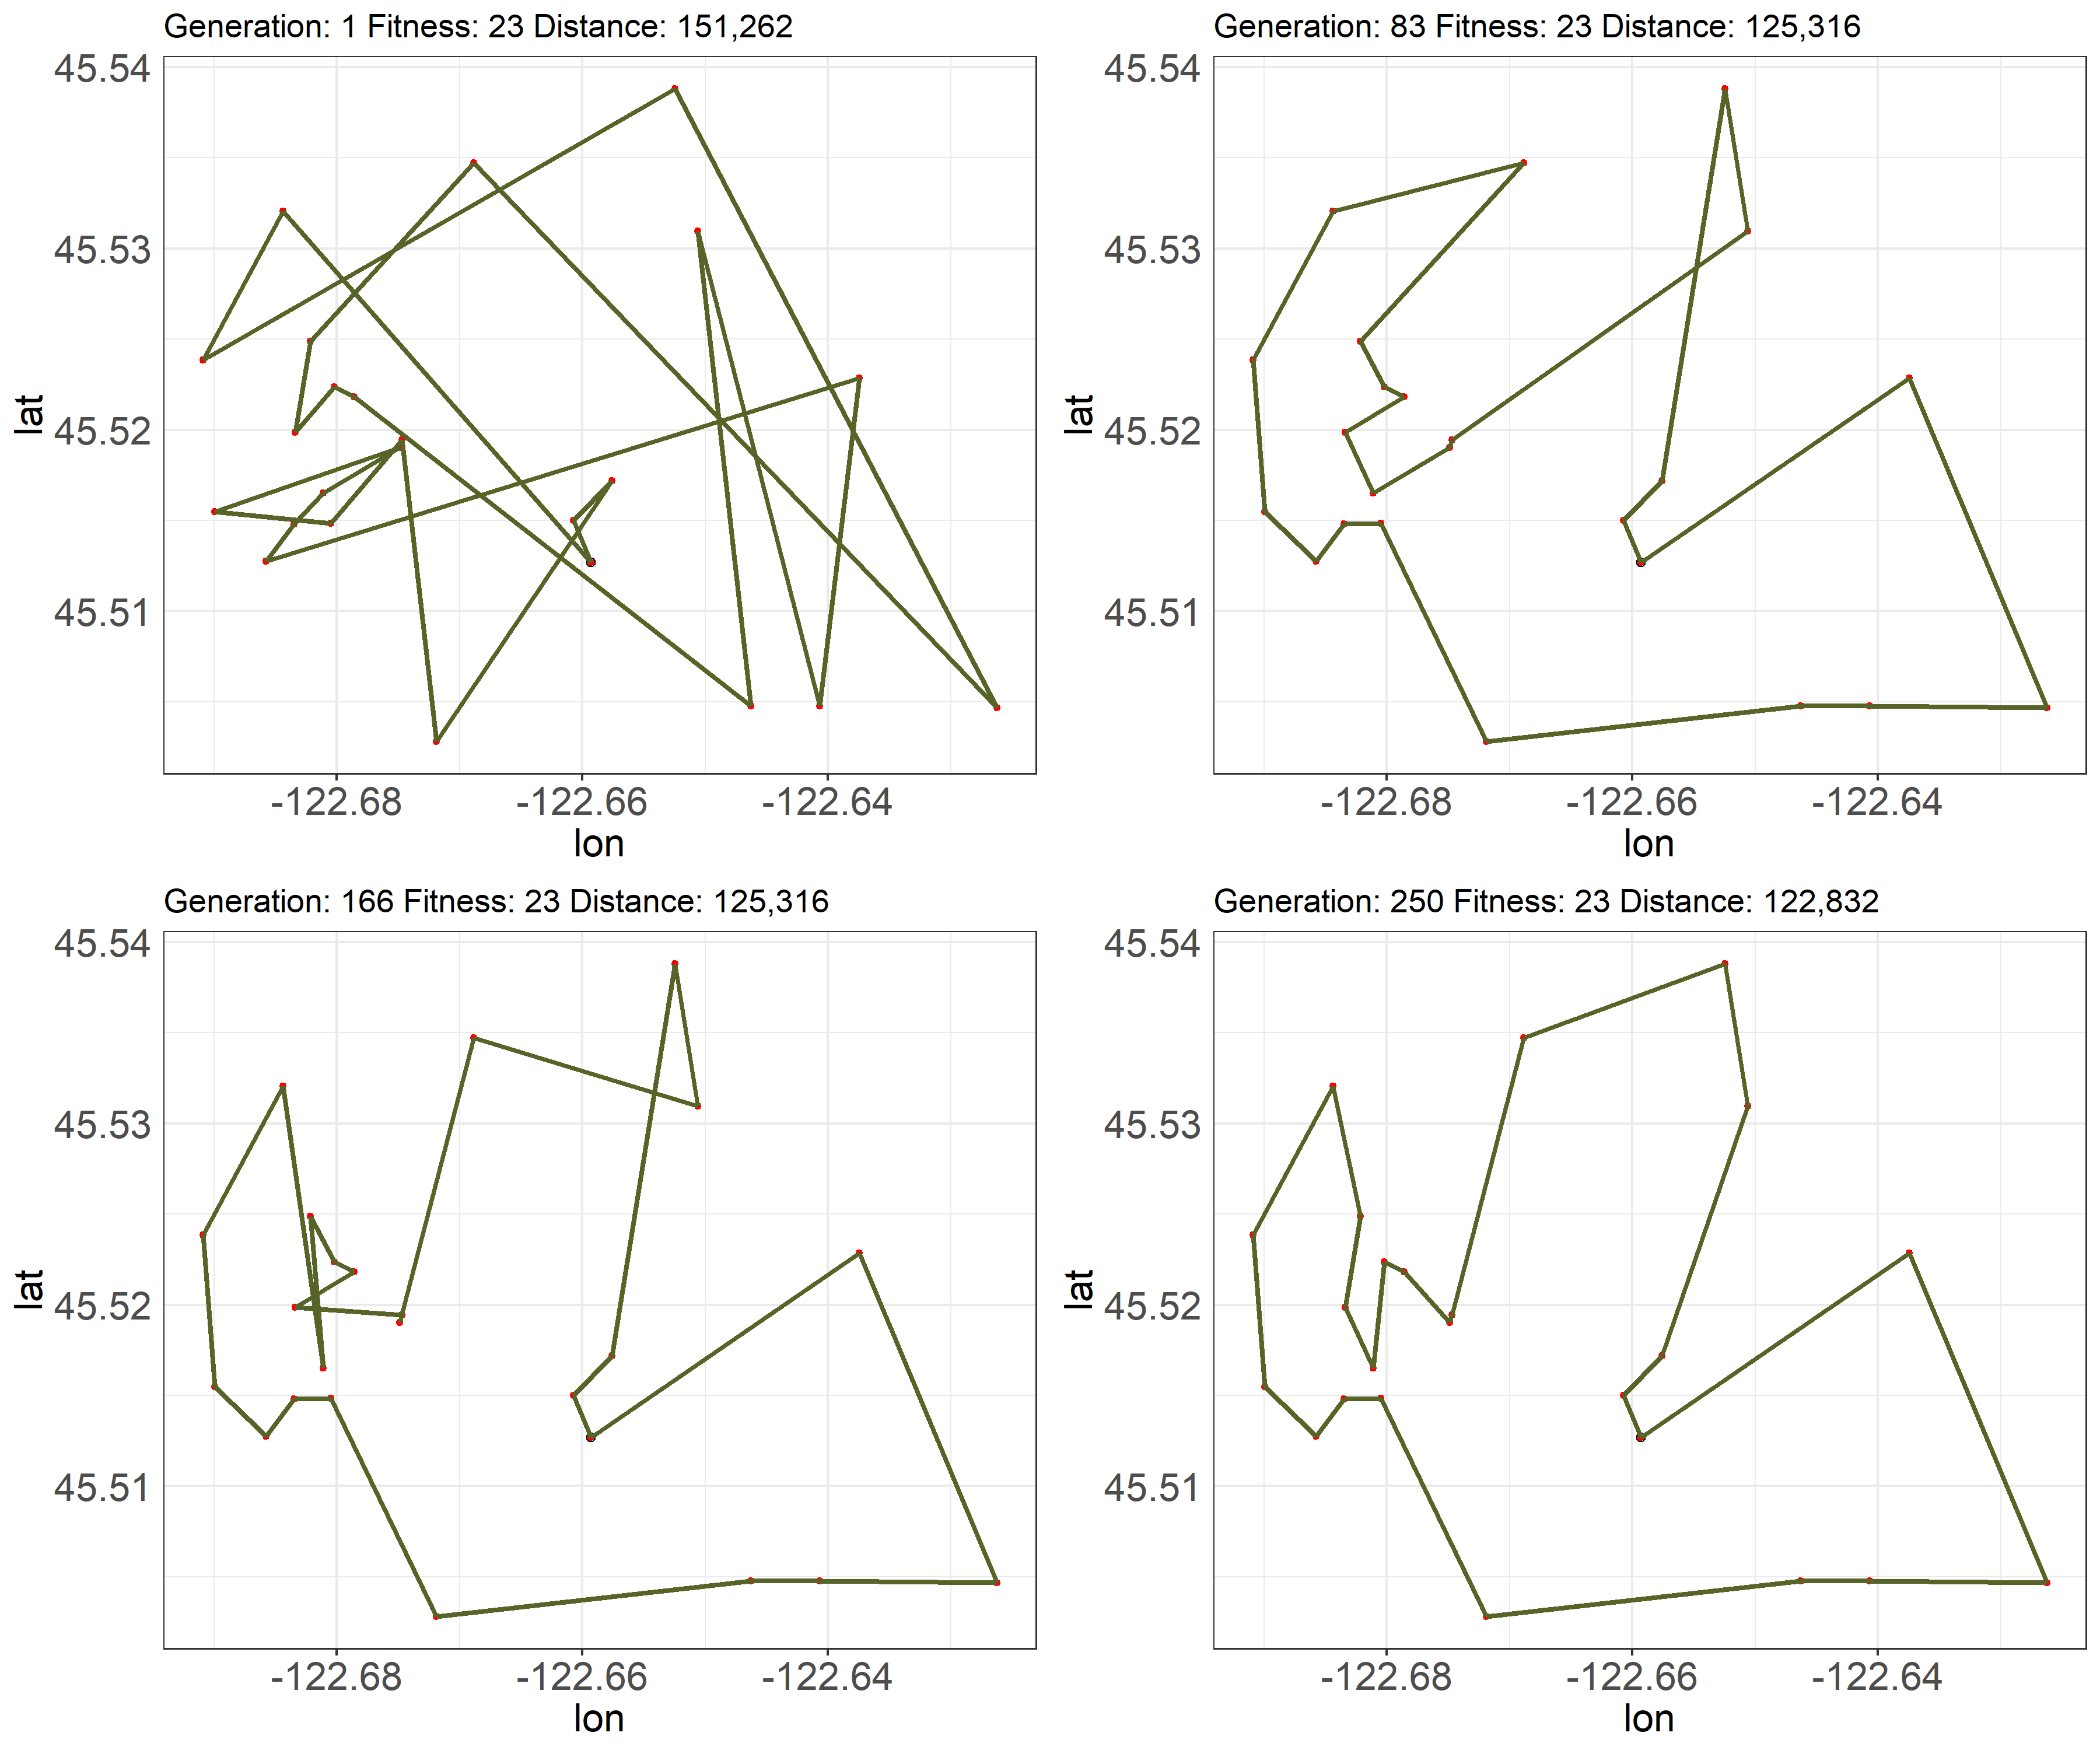 Generation: 1 Fitness: 23 Distance: 151,262
45.54
45.53
45.52
45.51
lat
-122.68 -122.66 -122.64
lon
Generation: 83 Fitness: 23 Distance: 125,316
45.54
45.53
45.52
45.51
lat
-122.68 -122.66 -122.64
lon
Generation: 166 Fitness: 23 Distance: 125,316
45.54
45.53
45.52
45.51
lat
-122.68 -122.66 -122.64
lon
Generation: 250 Fitness: 23 Distance: 122,832
45.54
45.53
45.52
45.51
lat
-122.68 -122.66 -122.64
lon